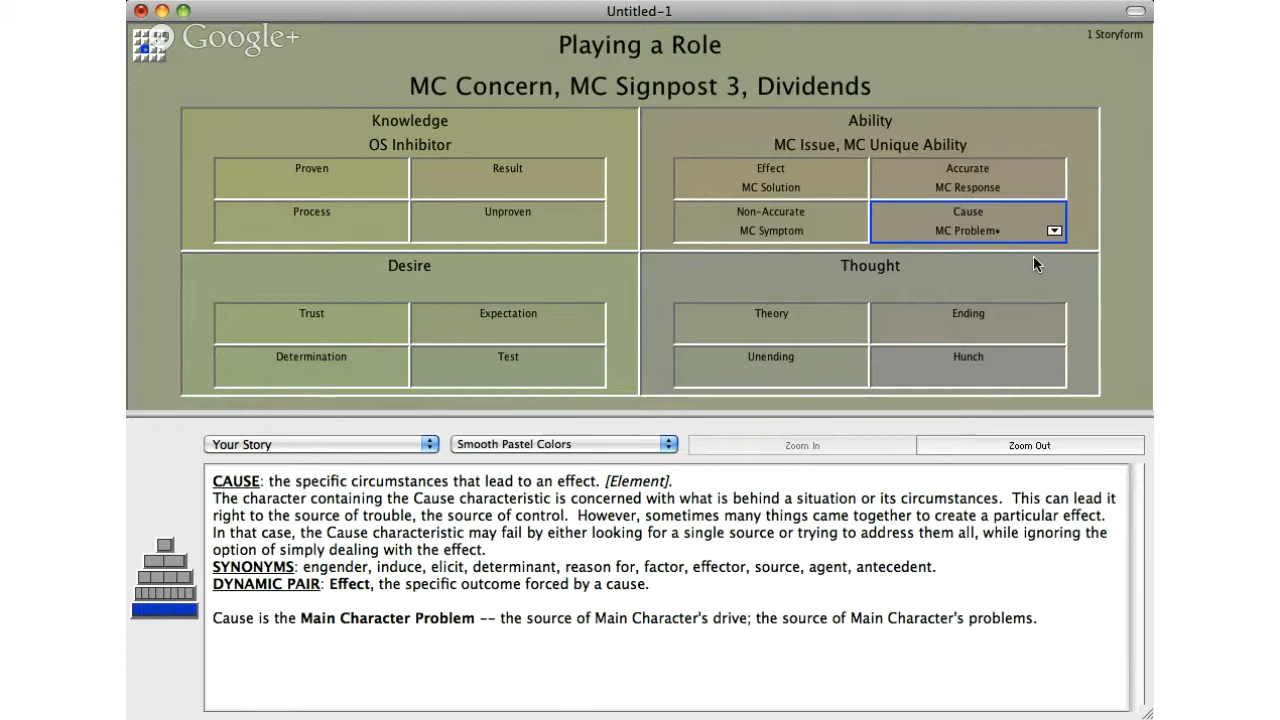 Untitled-1
Google+
1 Storyform
Playing a Role
MC Concern, MC Signpost 3, Dividends
Knowledge
OS Inhibitor
Proven
Result
Process
Unproven
Ability
MC Issue, MC Unique Ability
Effect
MC Solution
Accurate
MC Response
Non-Accurate
MC Symptom
Cause
MC Problem•
Desire
Trust
Expectation
Determination
Test
Thought
Theory
Ending
Unending
Hunch
Your Story
Smooth Pastel Colors
Zoom In
Zoom Out
CAUSE: the specific circumstances that lead to an effect. [Element].
The character containing the Cause characteristic is concerned with what is behind a situation or its circumstances.  This can lead it
right to the source of trouble, the source of control.  However, sometimes many things came together to create a particular effect.
In that case, the Cause characteristic may fail by either looking for a single source or trying to address them all, while ignoring the
option of simply dealing with the effect.
SYNONYMS: engender, induce, elicit, determinant, reason for, factor, effector, source, agent, antecedent.
DYNAMIC PAIR: Effect, the specific outcome forced by a cause.
Cause is the Main Character Problem -- the source of Main Character's drive; the source of Main Character's problems.